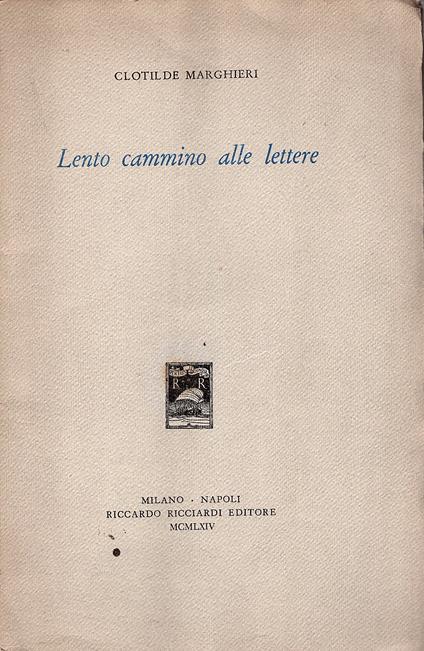 CLOTILDE MARGHIERI
Lento cammino alle lettere
R R
MILANO · NAPOLI
RICCARDO RICCIARDI EDITORE
MCMLXIV